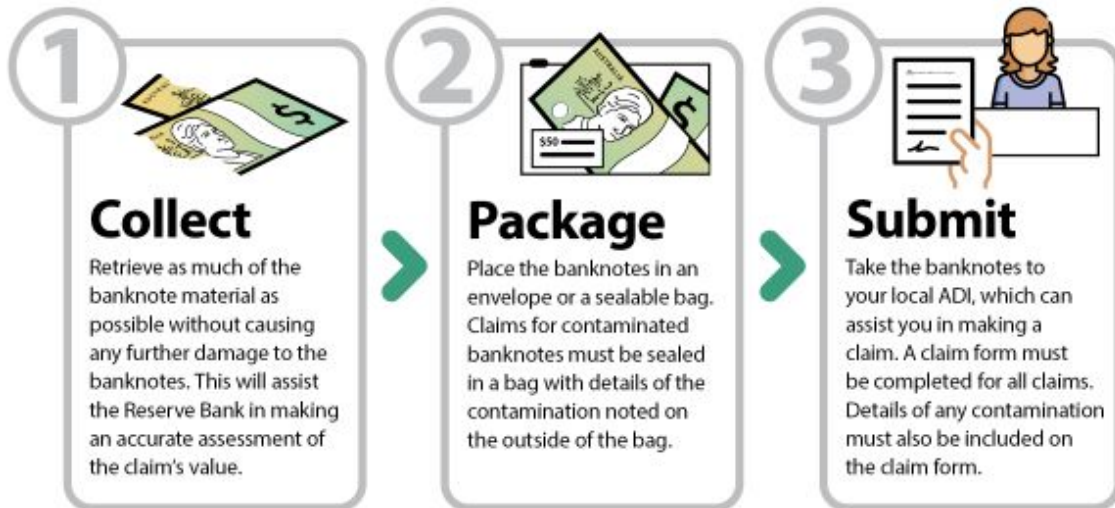 1
Collect
Retrieve as much of the
banknote material as
possible without causing
any further damage to the
banknotes. This will assist
the Reserve Bank in making
an accurate assessment of
the claim's value.
2
AUSTRALIA
$
$50
Package
Place the banknotes in an
envelope or a sealable bag.
Claims for contaminated
banknotes must be sealed
in a bag with details of the
contamination noted on
the outside of the bag.
3
Submit
Take the banknotes to
your local ADI, which can
assist you in making a
claim. A claim form must
be completed for all claims.
Details of any contamination
must also be included on
the claim form.